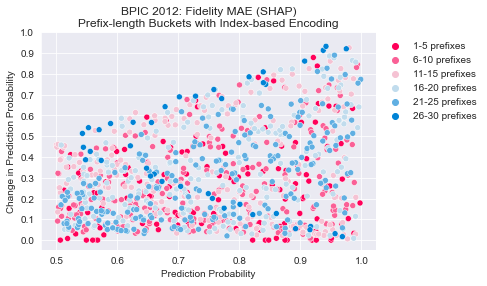 BPIC 2012: Fidelity MAE (SHAP)
Prefix-length Buckets with Index-based Encoding
Change in Prediction Probability
1.0
0.9
0.8
0.7
0.6
0.5
0.4
0.3
0.2
0.1
0.0
0.5 0.6 0.7 0.8 0.9 1.0
Prediction Probability
1-5 prefixes
6-10 prefixes
11-15 prefixes
16-20 prefixes
21-25 prefixes
26-30 prefixes